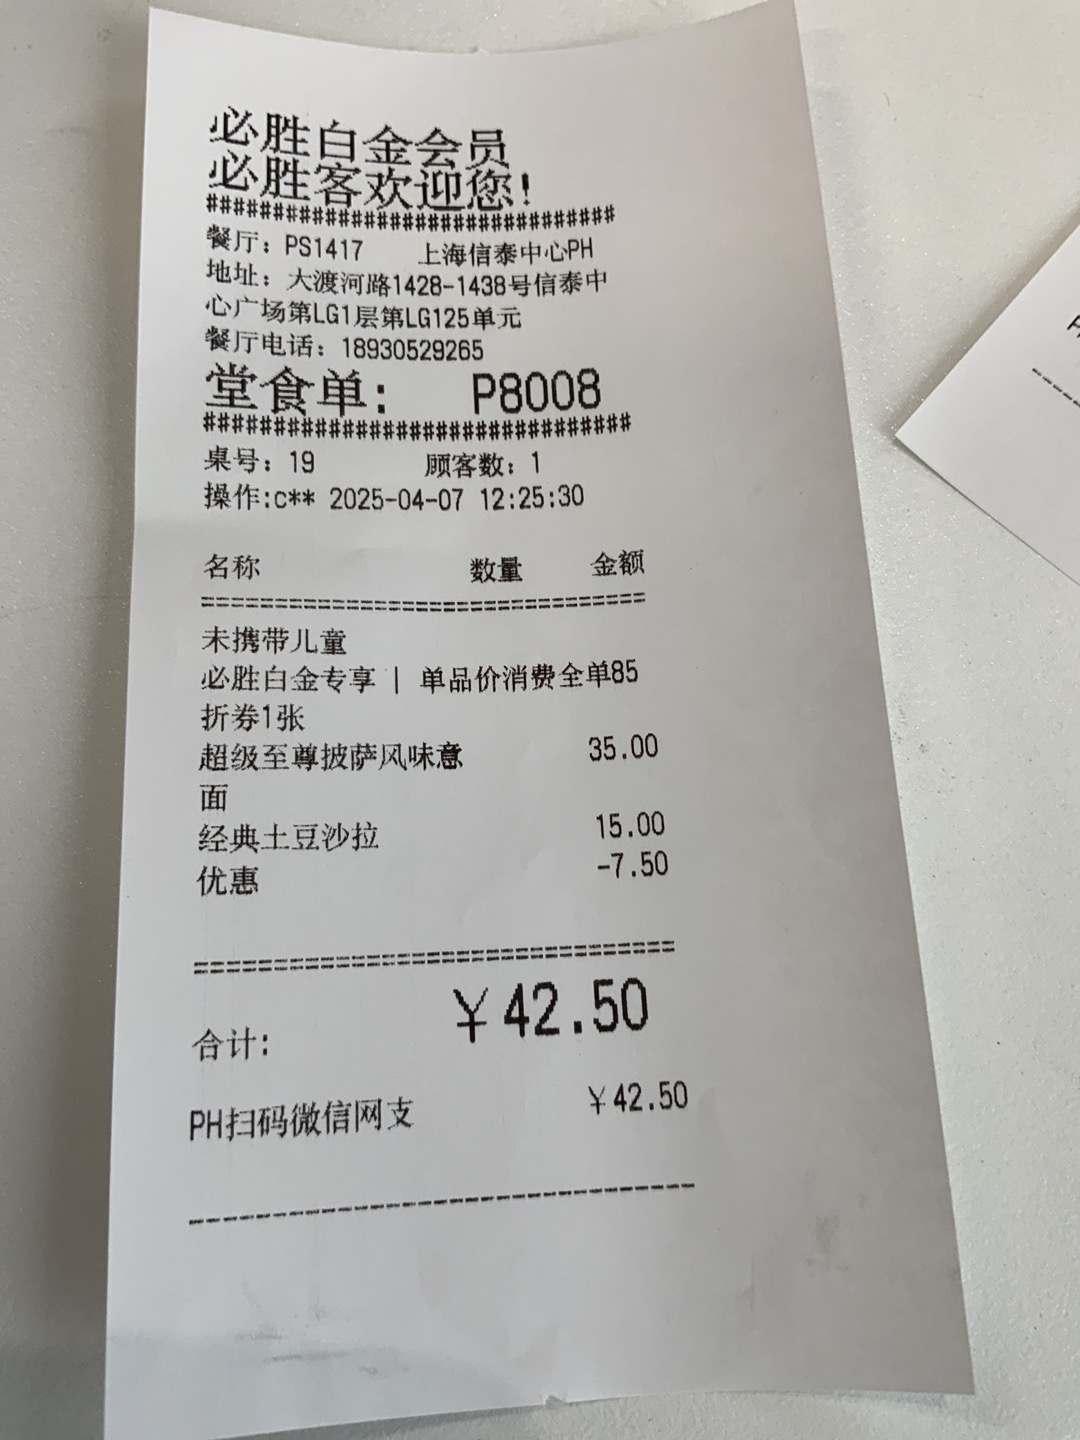 必胜白金会员
必胜客欢迎您!
##################################
餐厅：PS1417 上海信泰中心PH
地址：大渡河路1428-1438号信泰中
心广场第LG1层第LG125单元
餐厅电话：18930529265
堂食单： P8008
##################################
桌号：19 顾客数：1
操作:c** 2025-04-07 12:25:30
名称 数量 金额
==================================
未携带儿童
必胜白金专享 | 单品价消费全单85
折券1张
超级至尊披萨风味意 35.00
面
经典土豆沙拉 15.00
优惠 -7.50
==================================
合计： ￥42.50
PH扫码微信网支 ￥42.50
----------------------------------